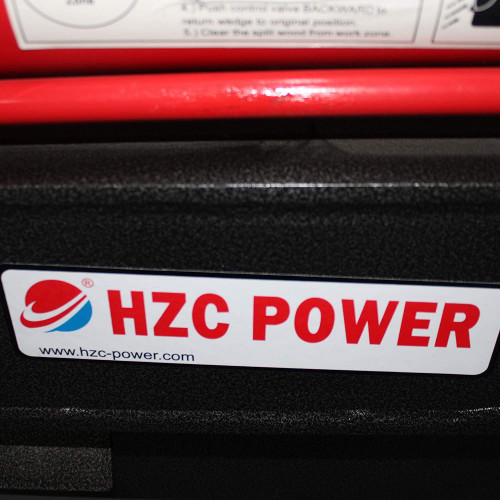 4.) Push control valve BACKWARD to
return wedge to original position.
5.) Clear the split wood from work zone.
® HZC POWER
www.hzc-power.com